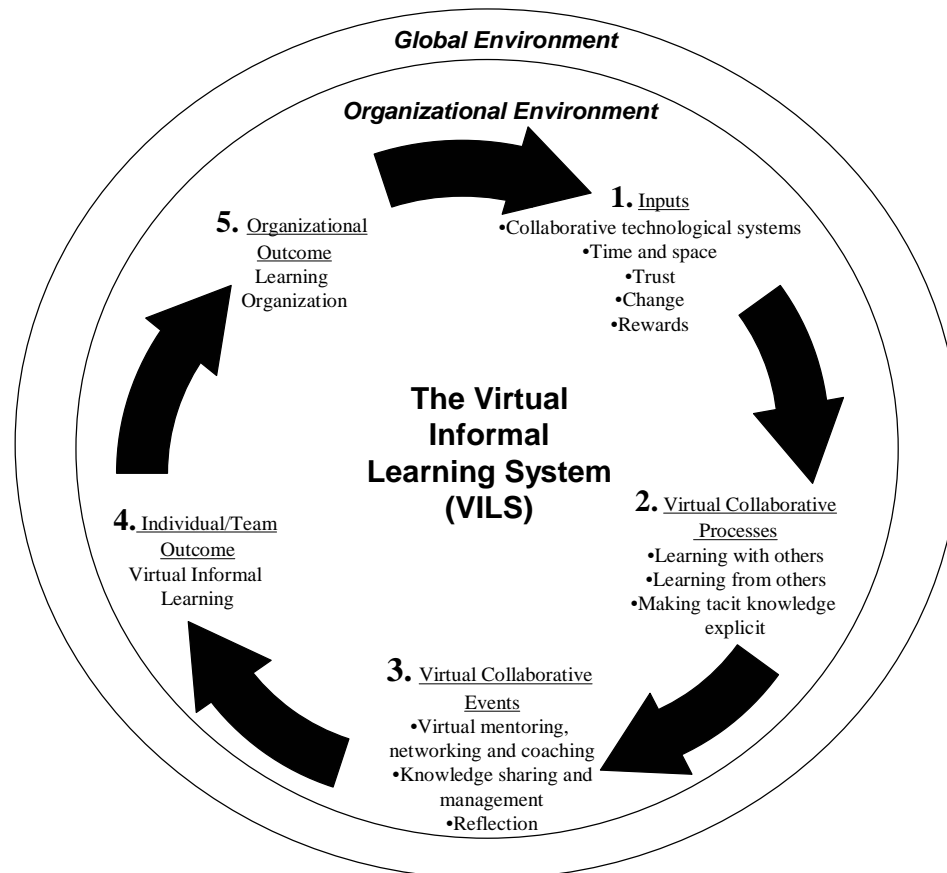 Global Environment
Organizational Environment
1. Inputs
•Collaborative technological systems
•Time and space
•Trust
•Change
•Rewards
2. Virtual Collaborative
Processes
•Learning with others
•Learning from others
•Making tacit knowledge
explicit
3. Virtual Collaborative
Events
•Virtual mentoring,
networking and coaching
•Knowledge sharing and
management
•Reflection
4. Individual/Team
Outcome
Virtual Informal
Learning
5. Organizational
Outcome
Learning
Organization
The Virtual
Informal
Learning System
(VILS)